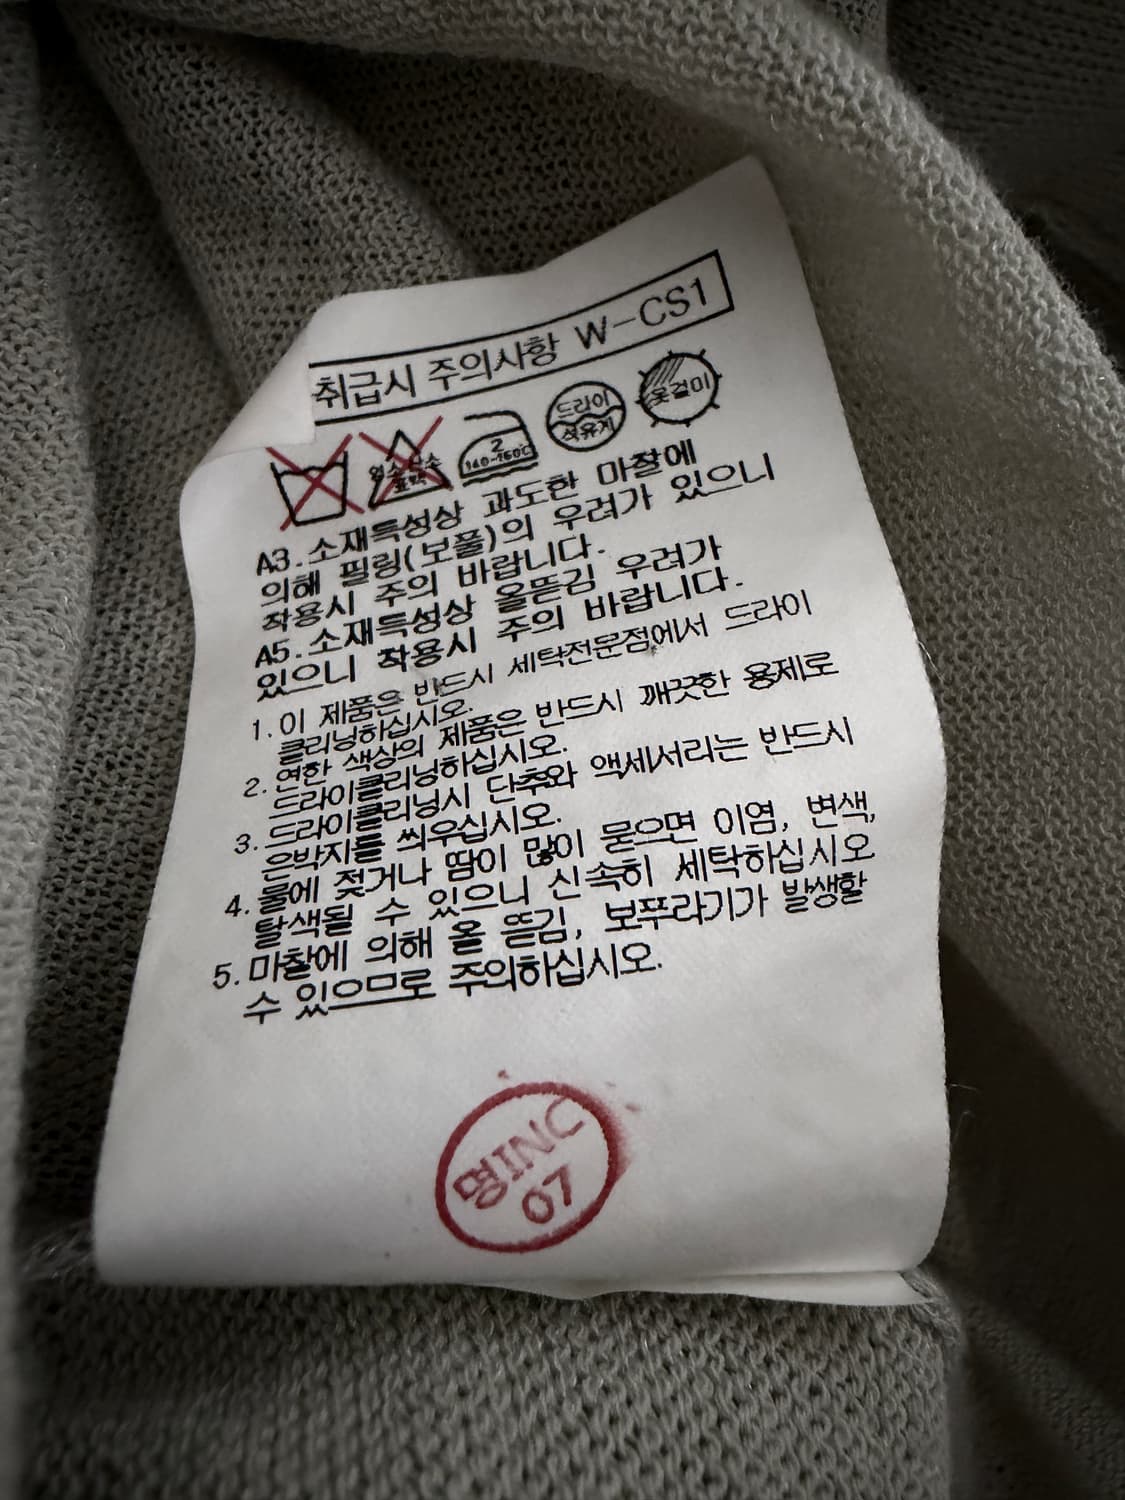 취급시 주의사항 W-CS1
염소 산소
표백
2
140~160℃
드라이
석유계
옷걸이
A3.소재특성상 과도한 마찰에
의해 필링(보풀)의 우려가 있으니
착용시 주의 바랍니다.
A5.소재특성상 올뜯김 우려가
있으니 착용시 주의 바랍니다.
1.이 제품은 반드시 세탁전문점에서 드라이
클리닝하십시오.
2.연한 색상의 제품은 반드시 깨끗한 용제로
드라이클리닝하십시오.
3.드라이클리닝시 단추와 액세서리는 반드시
은박지를 씌우십시오.
4.물에 젖거나 땀이 많이 묻으면 이염, 변색,
탈색될 수 있으니 신속히 세탁하십시오
5.마찰에 의해 올 뜯김, 보푸라기가 발생할
수 있으므로 주의하십시오.
명INC
07